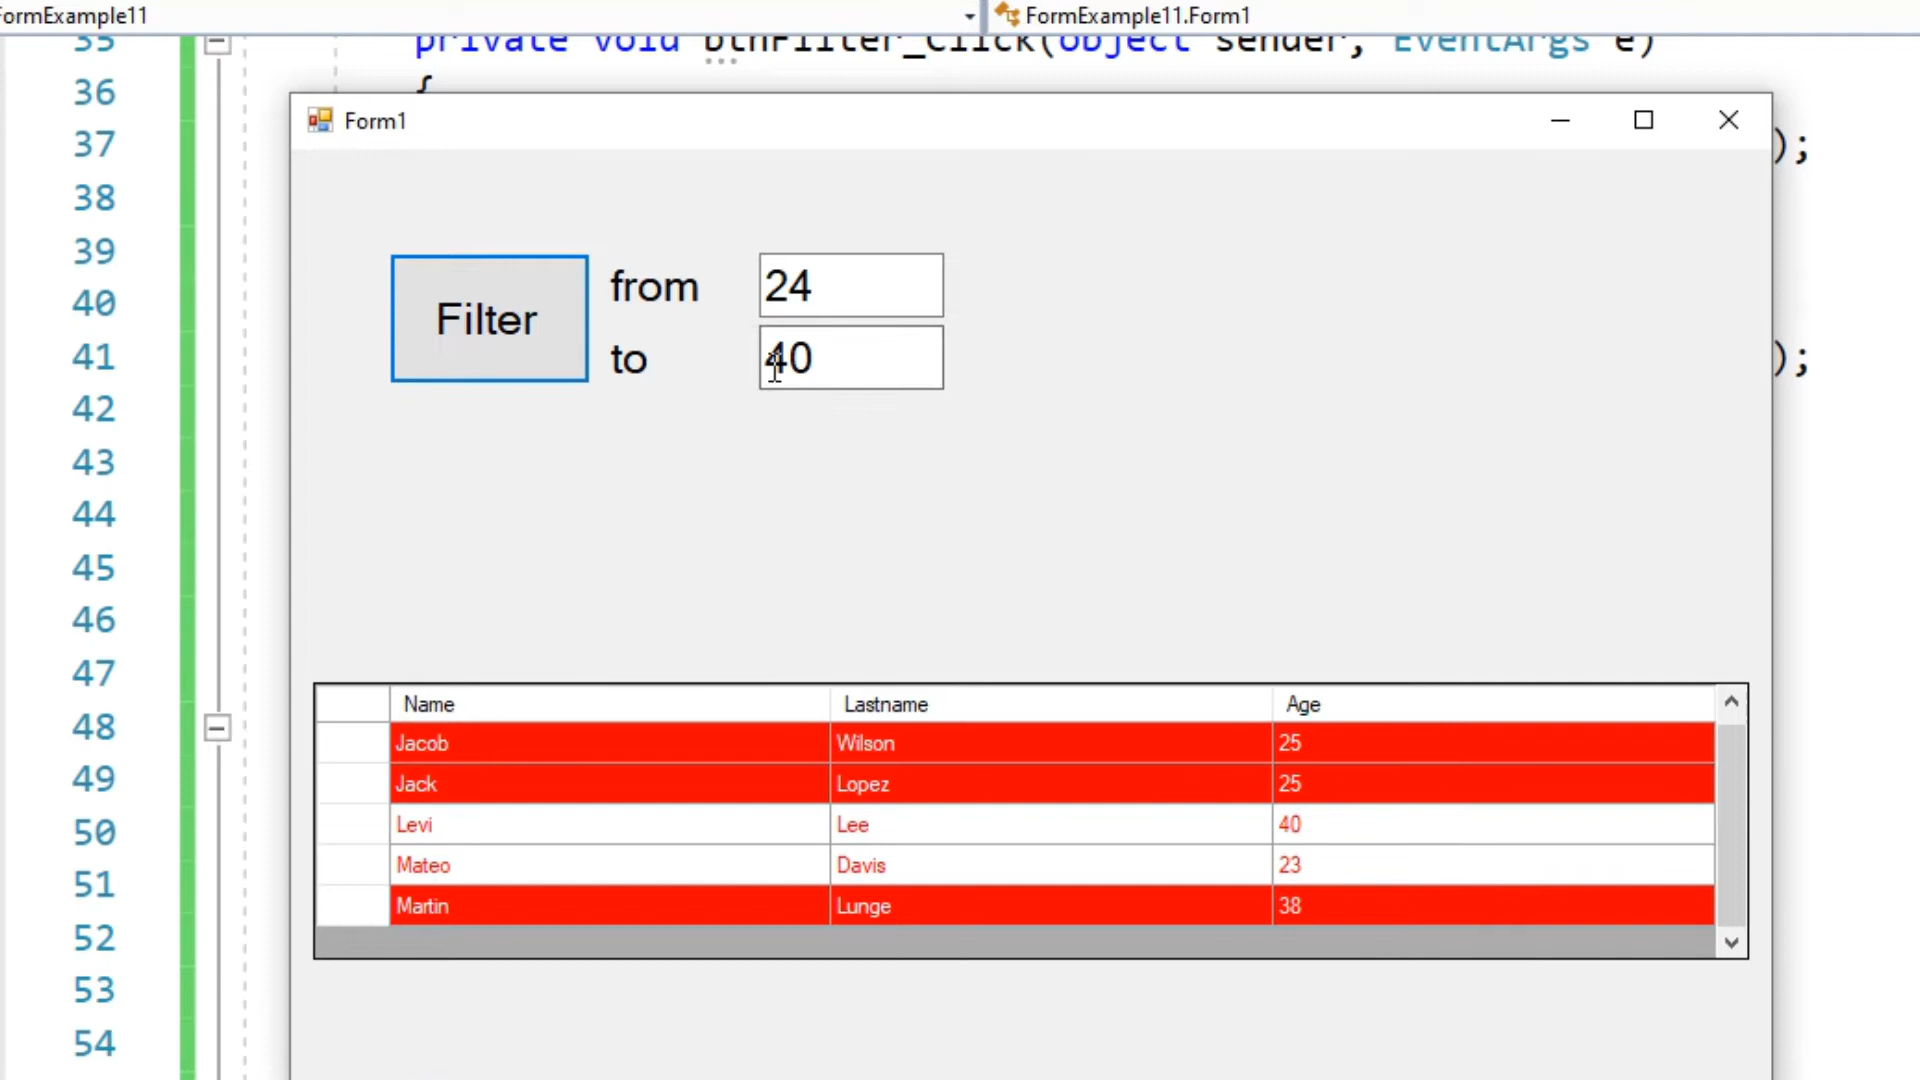 FormExample11 FormExample11.Form1
35 private void btnFilter_Click(object sender, EventArgs e)
36 {
Form1
37 );
38
39
from 24
40
Filter
41 to 40 );
42
43
44
45
46
47
Name Lastname Age
48
Jacob Wilson 25
49
Jack Lopez 25
50
Levi Lee 40
51
Mateo Davis 23
Martin Lunge 38
52
53
54